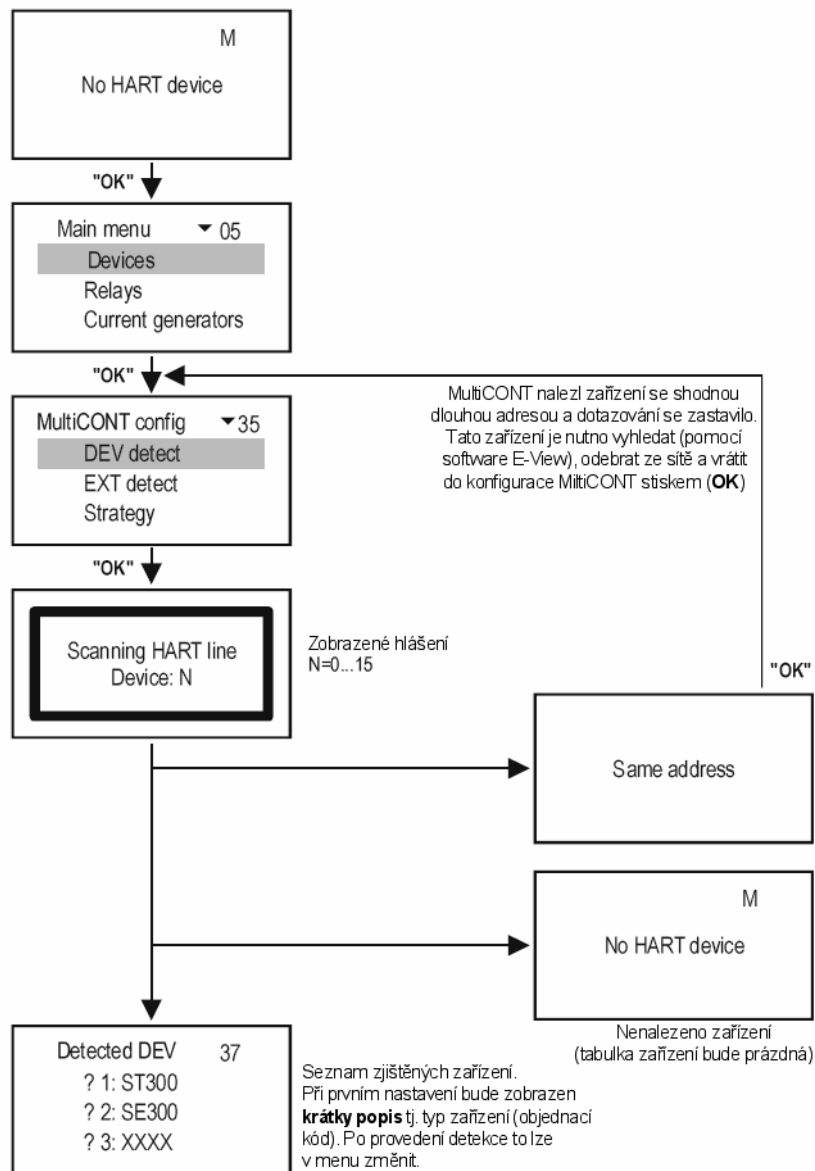 M
No HART device
"OK"
Main menu ▼ 05
Devices
Relays
Current generators
"OK"
MultiCONT nalezl zařízení se shodnou
dlouhou adresou a dotazování se zastavilo.
Tato zařízení je nutno vyhledat (pomocí
software E-View), odebrat ze sítě a vrátit
do konfigurace MiltiCONT stiskem (OK)
MultiCONT config ▼35
DEV detect
EXT detect
Strategy
"OK"
Scanning HART line
Device: N
Zobrazené hlášení
N=0...15
"OK"
Same address
M
No HART device
Nenalezeno zařízení
(tabulka zařízení bude prázdná)
Detected DEV 37
? 1: ST300
? 2: SE300
? 3: XXXX
Seznam zjištěných zařízení.
Při prvním nastavení bude zobrazen
krátky popis tj. typ zařízení (objednací
kód). Po provedení detekce to lze
v menu změnit.